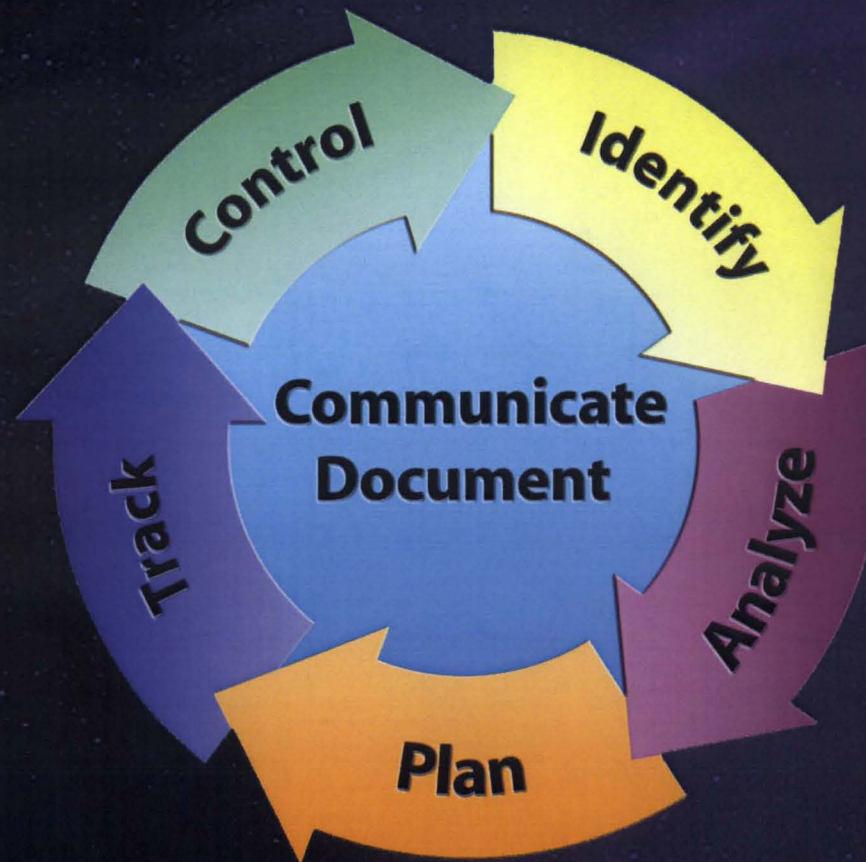 Control
Identify
Communicate
Document
Track
Analyze
Plan